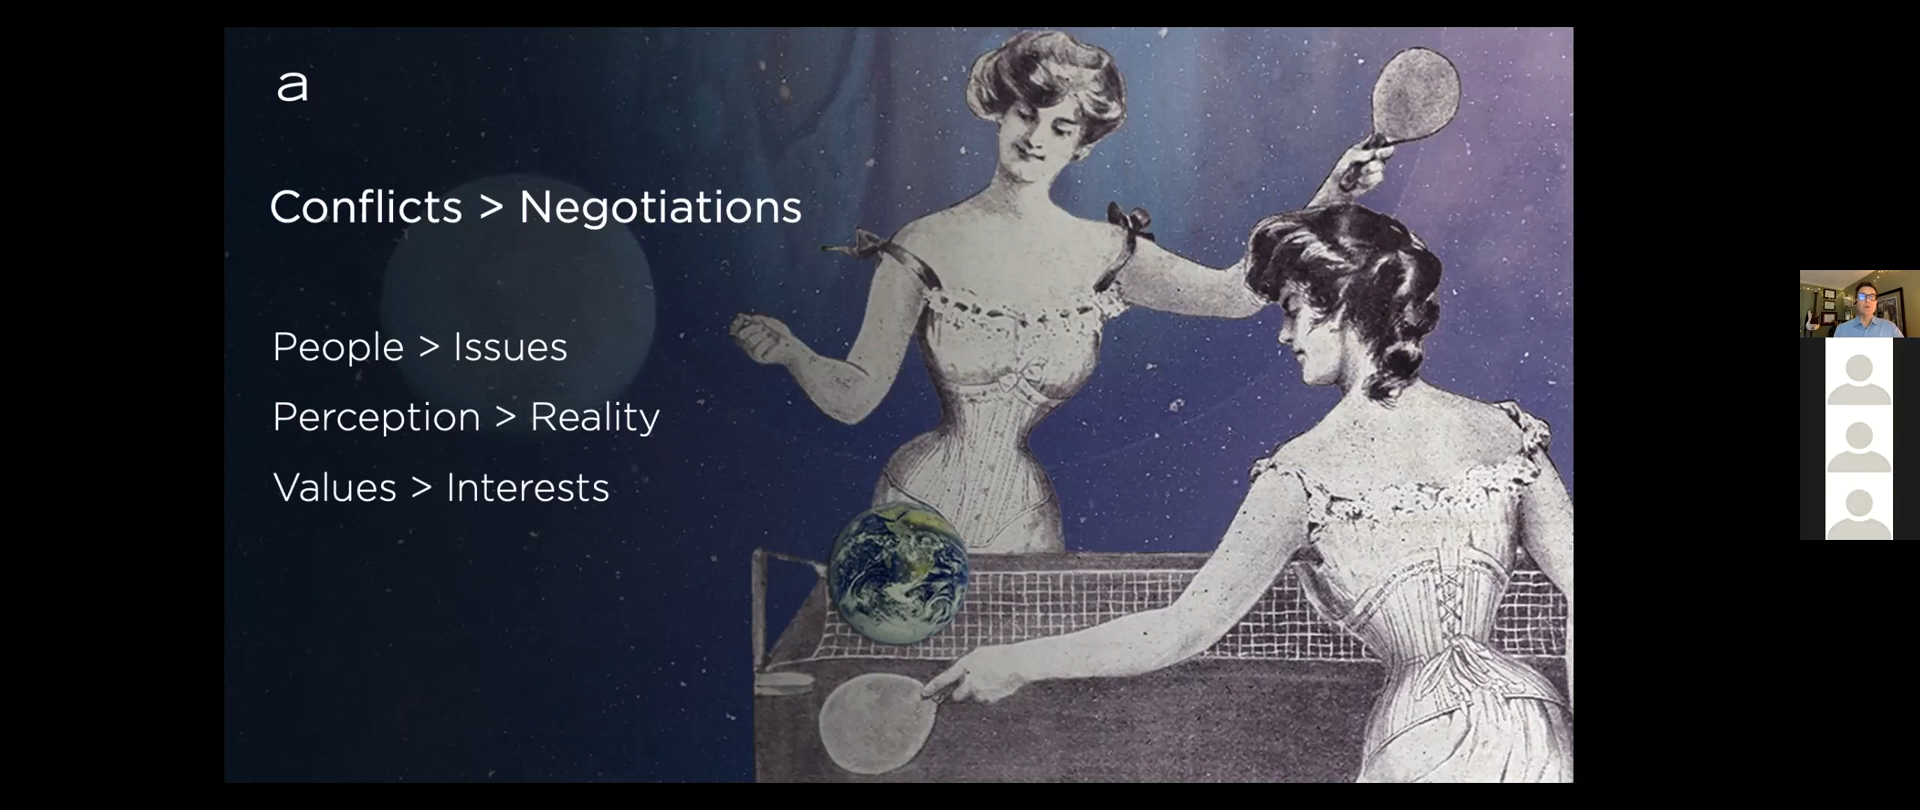 a
Conflicts > Negotiations
People > Issues
Perception > Reality
Values > Interests